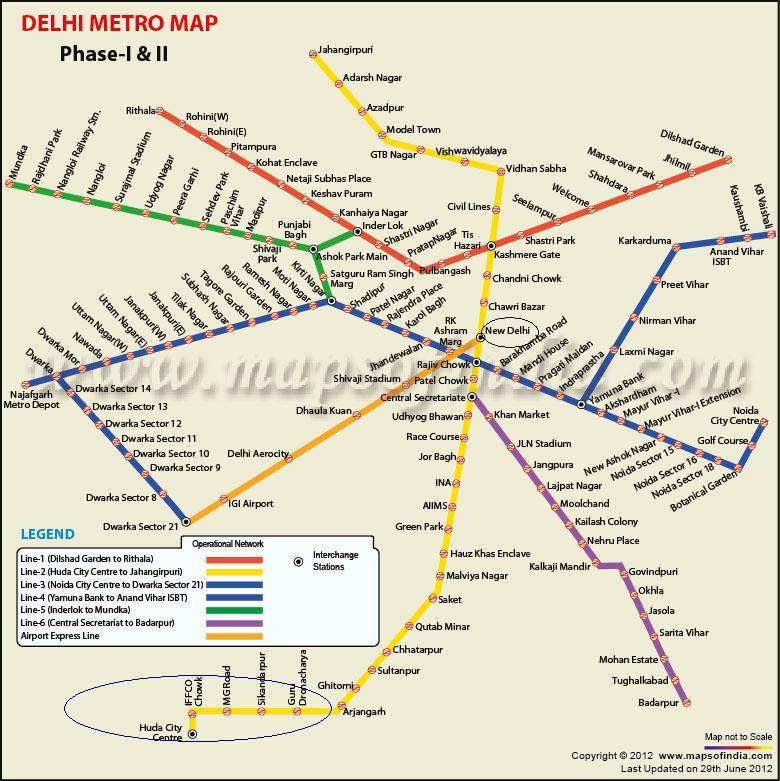 DELHI METRO MAP
Phase-I & II
Jahangirpuri
Adarsh Nagar
Azadpur
Model Town
GTB Nagar
Vishwavidyalaya
Vidhan Sabha
Civil Lines
Rithala
Rohini(W)
Rohini(E)
Pitampura
Kohat Enclave
Netaji Subhas Place
Keshav Puram
Kanhaiya Nagar
Inder Lok
Shastri Nagar
PratapNagar
Pulbangash
Tis
Hazari
Kashmere Gate
Shastri Park
Seelampur
Welcome
Shahdara
Mansarovar Park
Jhilmil
Dilshad Garden
Mundka
Rajdhani Park
Nangloi Railway Stn.
Nangloi
Surajmal Stadium
Udyog Nagar
Peera Garhi
Sehdev Park
Paschim
Vihar
Madipur
Shivaji
Park
Punjabi
Bagh
Ashok Park Main
Satguru Ram Singh
Marg
Kirti Nagar
Moti Nagar
Ramesh Nagar
Rajouri Garden
Tagore Garden
Subhash Nagar
Tilak Nagar
Janakpuri(E)
Janakpuri(W)
Uttam Nagar(E)
Uttam Nagar(W)
Nawada
Dwarka Mor
Dwarka
Najafgarh
Metro Depot
Dwarka Sector 14
Dwarka Sector 13
Dwarka Sector 12
Dwarka Sector 11
Dwarka Sector 10
Dwarka Sector 9
Dwarka Sector 8
Dwarka Sector 21
IGI Airport
Delhi Aerocity
Dhaula Kuan
Shivaji Stadium
New Delhi
Shadipur
Patel Nagar
Rajendra Place
Karol Bagh
Jhandewalan
RK
Ashram
Marg
Rajiv Chowk
Barakhamba Road
Mandi House
Pragati Maidan
Indraprastha
Yamuna Bank
Akshardham
Mayur Vihar-I
Mayur Vihar-I Extension
New Ashok Nagar
Noida Sector 15
Noida Sector 16
Noida Sector 18
Botanical Garden
Golf Course
Noida
City Centre
Laxmi Nagar
Nirman Vihar
Preet Vihar
Karkarduma
Anand Vihar
ISBT
Kaushambi
KB Vaishali
Chandni Chowk
Chawri Bazar
Patel Chowk
Central Secretariate
Udhyog Bhawan
Race Course
Jor Bagh
INA
AIIMS
Green Park
Hauz Khas Enclave
Malviya Nagar
Saket
Qutab Minar
Chhatarpur
Sultanpur
Ghitorni
Arjangarh
Guru
Dronacharya
Sikandarpur
MG Road
IFFCO
Chowk
Huda City
Centre
Khan Market
JLN Stadium
Jangpura
Lajpat Nagar
Moolchand
Kailash Colony
Nehru Place
Kalkaji Mandir
Govindpuri
Okhla
Jasola
Sarita Vihar
Mohan Estate
Tughalkabad
Badarpur
www.mapsofindia.com
LEGEND
Operational Network
Line-1 (Dilshad Garden to Rithala)
Line-2 (Huda City Centre to Jahangirpuri)
Line-3 (Noida City Centre to Dwarka Sector 21)
Line-4 (Yamuna Bank to Anand Vihar ISBT)
Line-5 (Inderlok to Mundka)
Line-6 (Central Secretariat to Badarpur)
Airport Express Line
Interchange
Stations
Map not to Scale
Copyright © 2012 www.mapsofindia.com
Last Updated on 29th June 2012